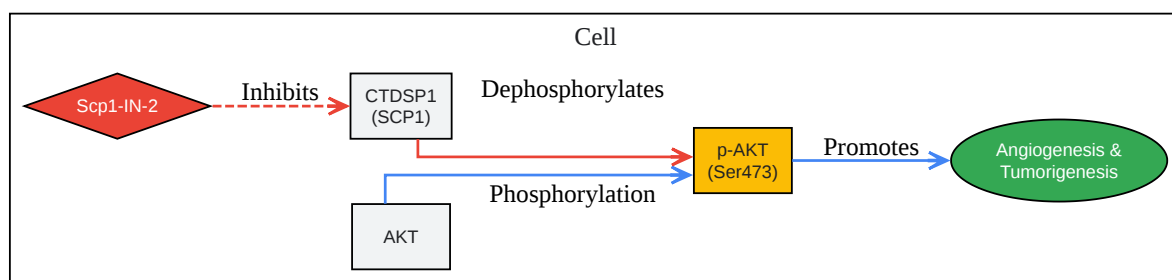 Cell
Scp1-IN-2
Inhibits
CTDSP1
(SCP1)
Dephosphorylates
p-AKT
(Ser473)
Promotes
Angiogenesis &
Tumorigenesis
Phosphorylation
AKT